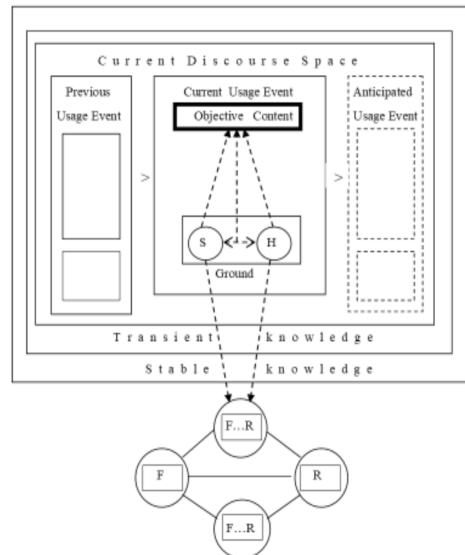 Current Discourse Space
Previous
Usage Event
Current Usage Event
Objective Content
Anticipated
Usage Event
>
>
S
H
Ground
Transient knowledge
Stable knowledge
F...R
F
R
F...R